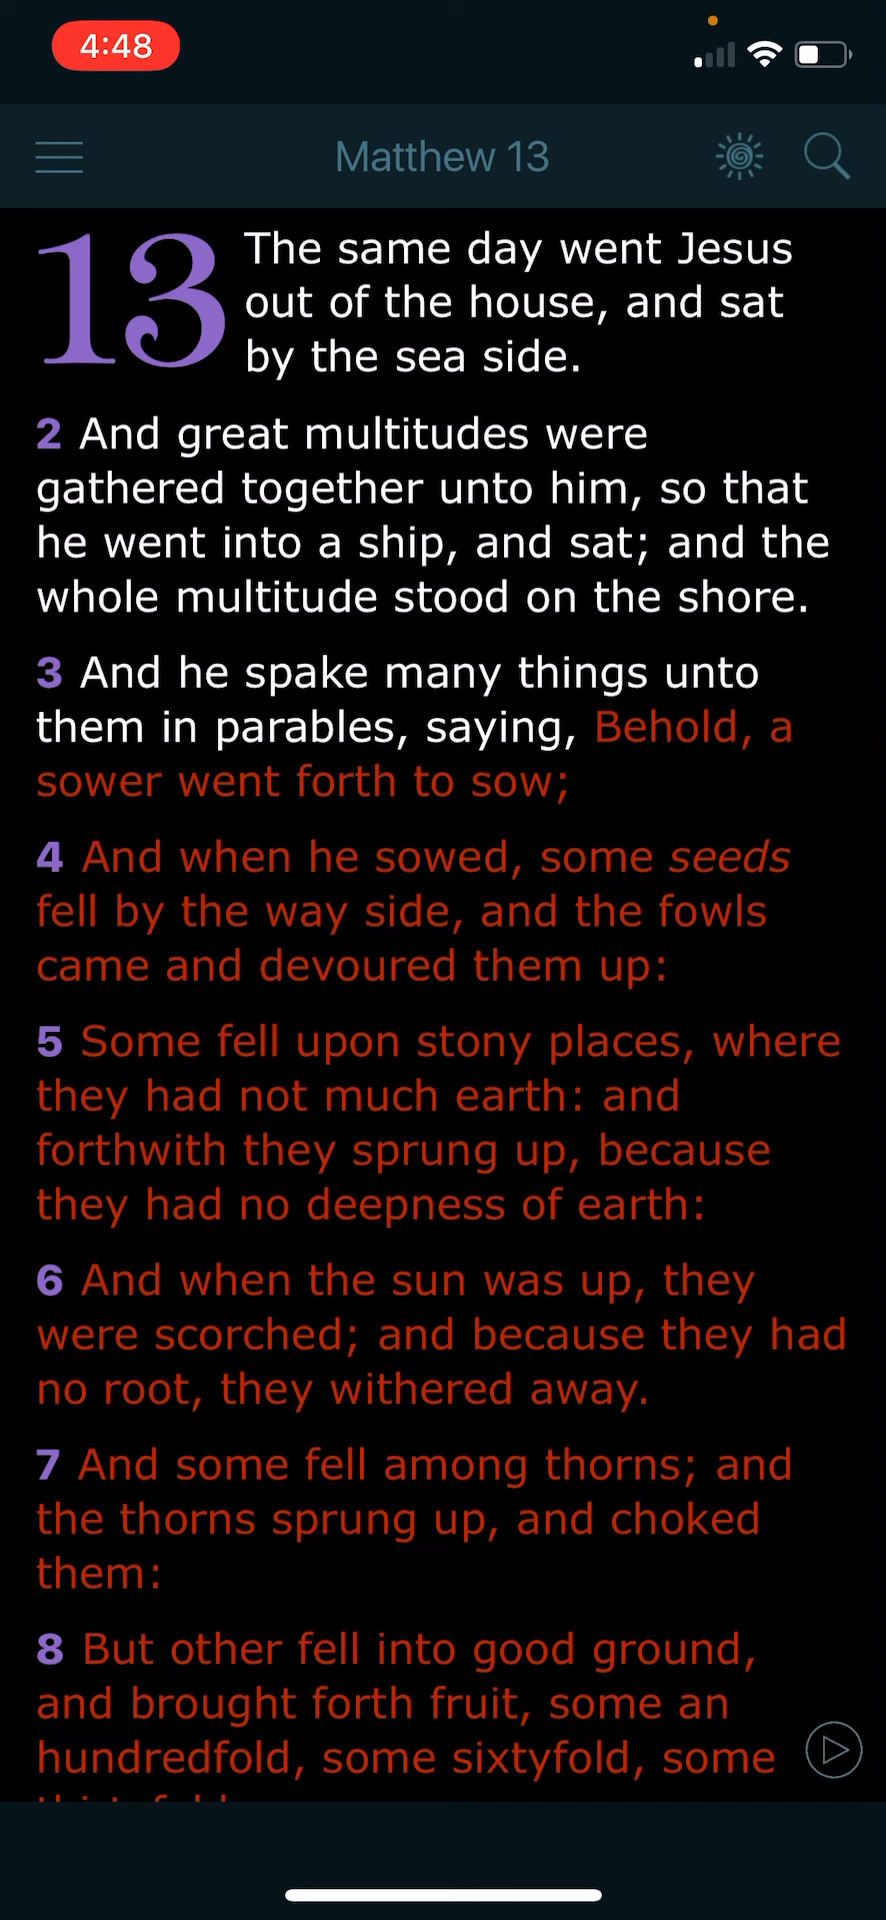 4:48
Matthew 13
13 The same day went Jesus
out of the house, and sat
by the sea side.
2 And great multitudes were
gathered together unto him, so that
he went into a ship, and sat; and the
whole multitude stood on the shore.
3 And he spake many things unto
them in parables, saying, Behold, a
sower went forth to sow;
4 And when he sowed, some seeds
fell by the way side, and the fowls
came and devoured them up:
5 Some fell upon stony places, where
they had not much earth: and
forthwith they sprung up, because
they had no deepness of earth:
6 And when the sun was up, they
were scorched; and because they had
no root, they withered away.
7 And some fell among thorns; and
the thorns sprung up, and choked
them:
8 But other fell into good ground,
and brought forth fruit, some an
hundredfold, some sixtyfold, some